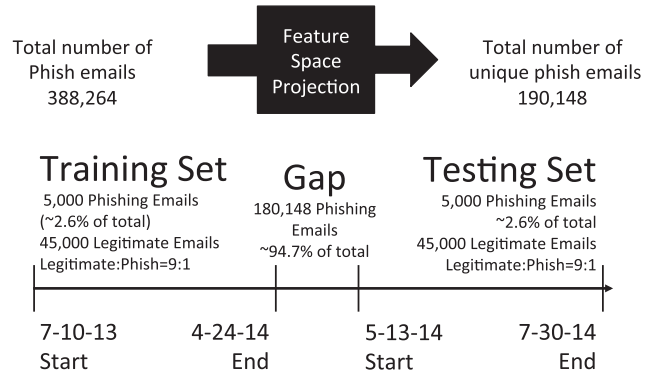 Total number of
Phish emails
388,264
Feature
Space
Projection
Total number of
unique phish emails
190,148
Training Set
5,000 Phishing Emails
(~2.6% of total)
45,000 Legitimate Emails
Legitimate:Phish=9:1
Gap
180,148 Phishing
Emails
~94.7% of total
Testing Set
5,000 Phishing Emails
~2.6% of total
45,000 Legitimate Emails
Legitimate:Phish=9:1
7-10-13
Start
4-24-14
End
5-13-14
Start
7-30-14
End